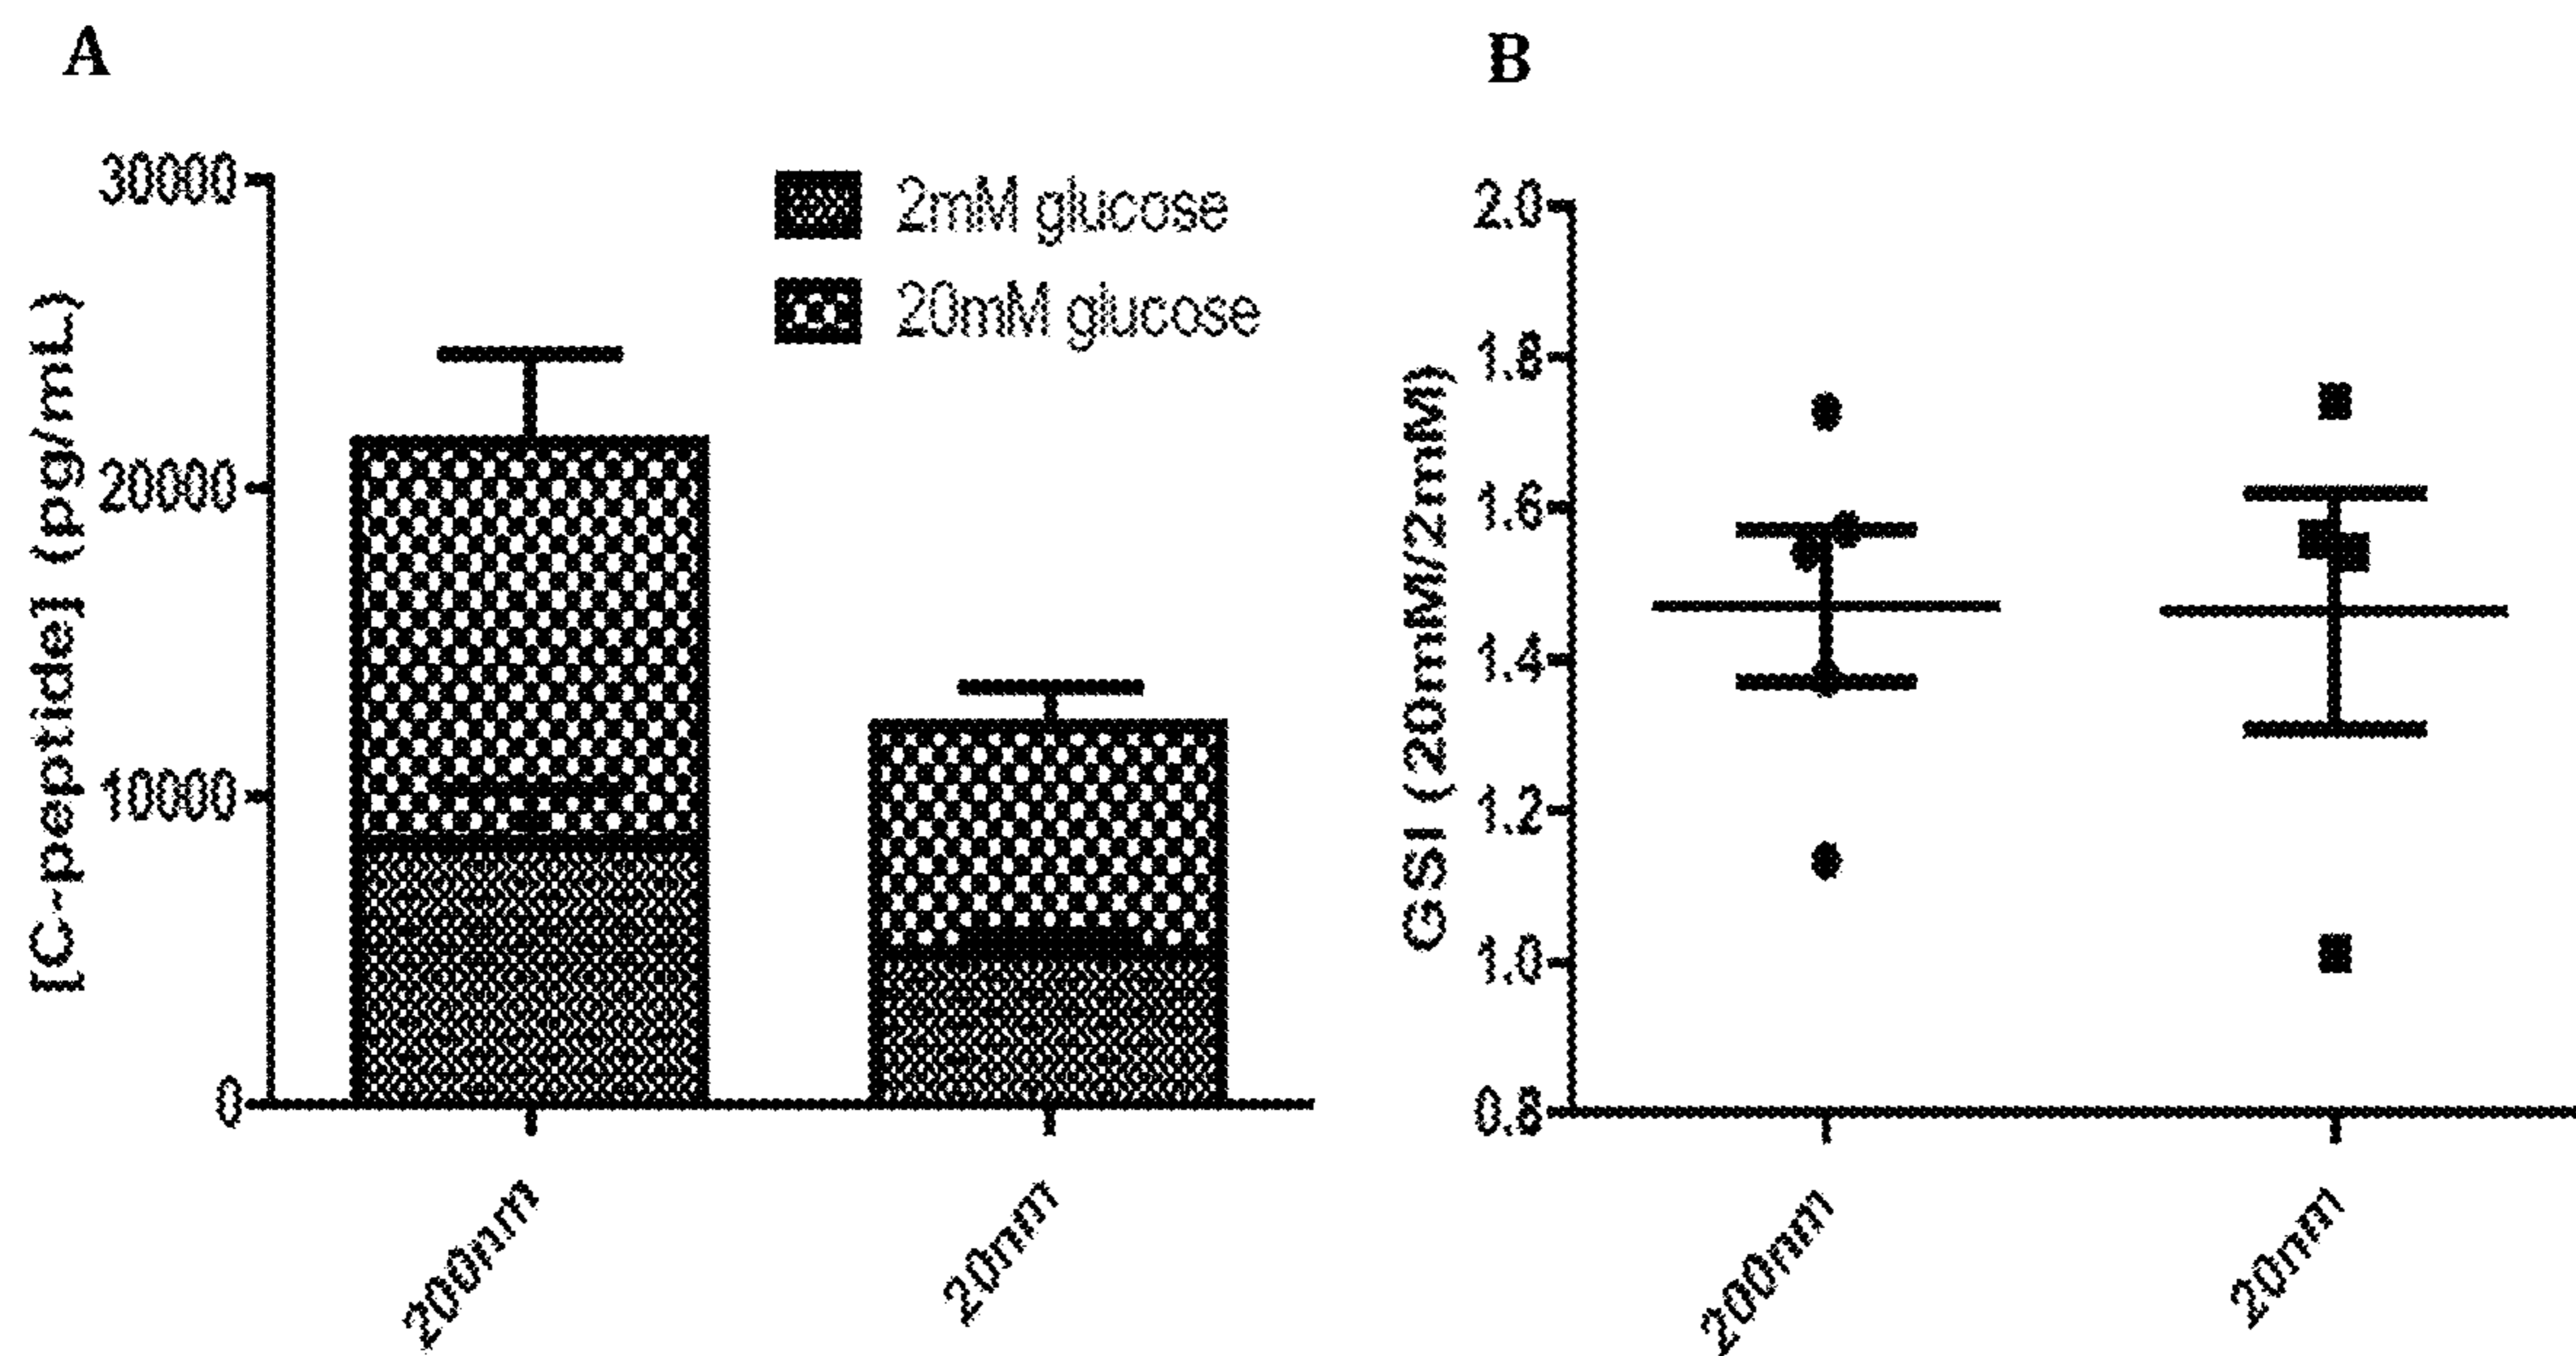 A
30000
20000
10000
0
[C-peptide] (pg/mL)
2mM glucose
20mM glucose
200nm
20nm
B
2.0
1.8
1.6
1.4
1.2
1.0
0.8
GSI (20mM/2mM)
200nm
20nm